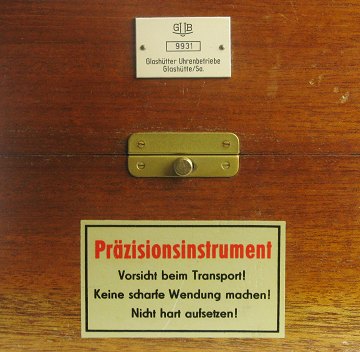 GUB
9931
Glashütter Uhrenbetriebe
Glashütte/Sa.
Präzisionsinstrument
Vorsicht beim Transport!
Keine scharfe Wendung machen!
Nicht hart aufsetzen!